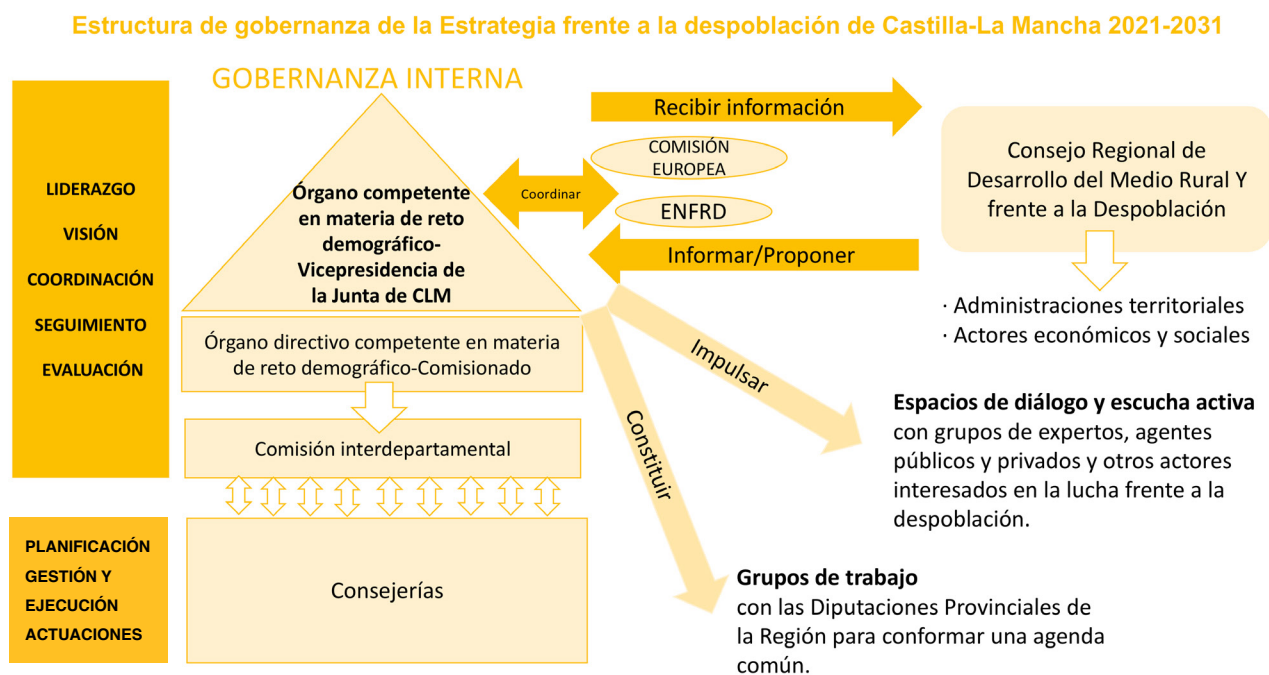 Estructura de gobernanza de la Estrategia frente a la despoblación de Castilla-La Mancha 2021-2031
GOBERNANZA INTERNA
LIDERAZGO
VISIÓN
COORDINACIÓN
SEGUIMIENTO
EVALUACIÓN
Órgano competente
en materia de reto
demográfico-
Vicepresidencia de
la Junta de CLM
Órgano directivo competente en materia
de reto demográfico-Comisionado
Comisión interdepartamental
PLANIFICACIÓN
GESTIÓN Y
EJECUCIÓN
ACTUACIONES
Consejerías
Recibir información
COMISIÓN
EUROPEA
Coordinar
ENFRD
Informar/Proponer
Consejo Regional de
Desarrollo del Medio Rural Y
frente a la Despoblación
· Administraciones territoriales
· Actores económicos y sociales
Impulsar
Espacios de diálogo y escucha activa
con grupos de expertos, agentes
públicos y privados y otros actores
interesados en la lucha frente a la
despoblación.
Constituir
Grupos de trabajo
con las Diputaciones Provinciales de
la Región para conformar una agenda
común.